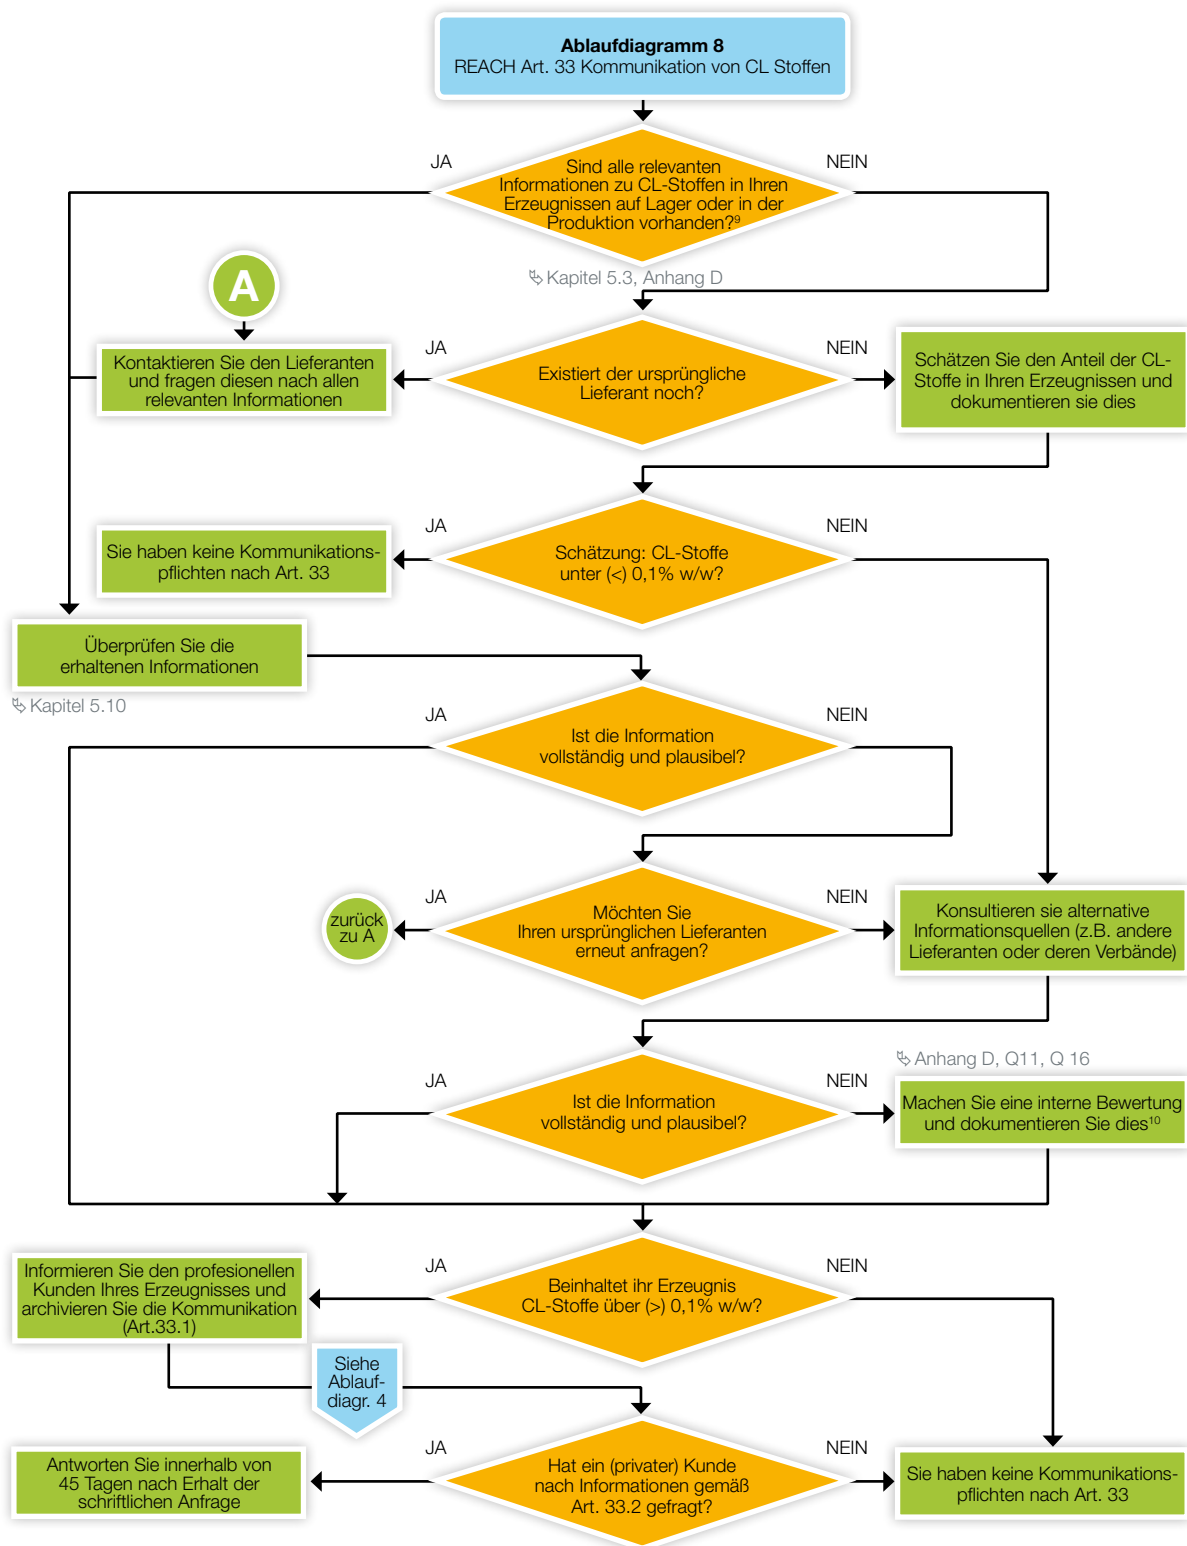 Ablaufdiagramm 8
REACH Art. 33 Kommunikation von CL Stoffen
JA
NEIN
Sind alle relevanten
Informationen zu CL-Stoffen in Ihren
Erzeugnissen auf Lager oder in der
Produktion vorhanden?⁹
↳ Kapitel 5.3, Anhang D
A
Kontaktieren Sie den Lieferanten
und fragen diesen nach allen
relevanten Informationen
JA
Existiert der ursprüngliche
Lieferant noch?
NEIN
Schätzen Sie den Anteil der CL-
Stoffe in Ihren Erzeugnissen und
dokumentieren sie dies
Sie haben keine Kommunikations-
pflichten nach Art. 33
JA
Schätzung: CL-Stoffe
unter (<) 0,1% w/w?
NEIN
Überprüfen Sie die
erhaltenen Informationen
↳ Kapitel 5.10
JA
Ist die Information
vollständig und plausibel?
NEIN
zurück
zu A
JA
Möchten Sie
Ihren ursprünglichen Lieferanten
erneut anfragen?
NEIN
Konsultieren sie alternative
Informationsquellen (z.B. andere
Lieferanten oder deren Verbände)
JA
Ist die Information
vollständig und plausibel?
NEIN
↳ Anhang D, Q11, Q 16
Machen Sie eine interne Bewertung
und dokumentieren Sie dies¹⁰
Informieren Sie den profesionellen
Kunden Ihres Erzeugnisses und
archivieren Sie die Kommunikation
(Art.33.1)
JA
Beinhaltet ihr Erzeugnis
CL-Stoffe über (>) 0,1% w/w?
NEIN
Siehe
Ablauf-
diagr. 4
Antworten Sie innerhalb von
45 Tagen nach Erhalt der
schriftlichen Anfrage
JA
Hat ein (privater) Kunde
nach Informationen gemäß
Art. 33.2 gefragt?
NEIN
Sie haben keine Kommunikations-
pflichten nach Art. 33